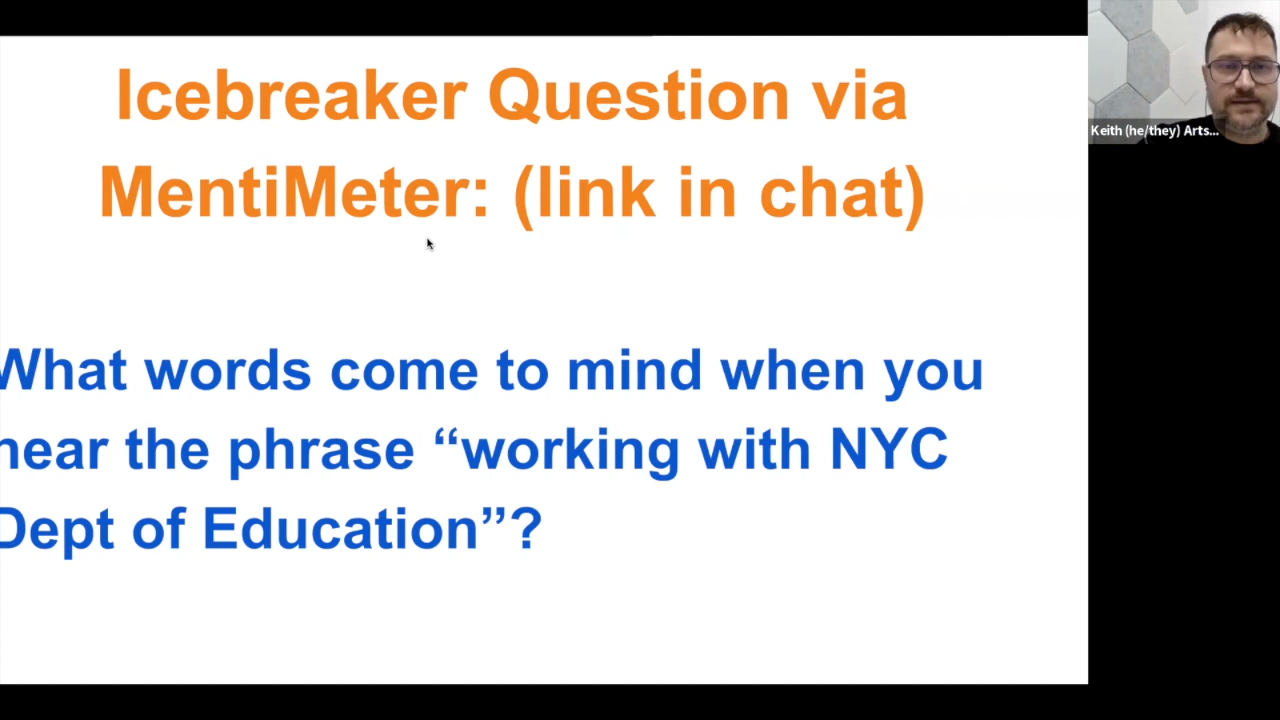 Icebreaker Question via
MentiMeter: (link in chat)
What words come to mind when you
hear the phrase “working with NYC
Dept of Education”?
Keith (he/they) Arts...